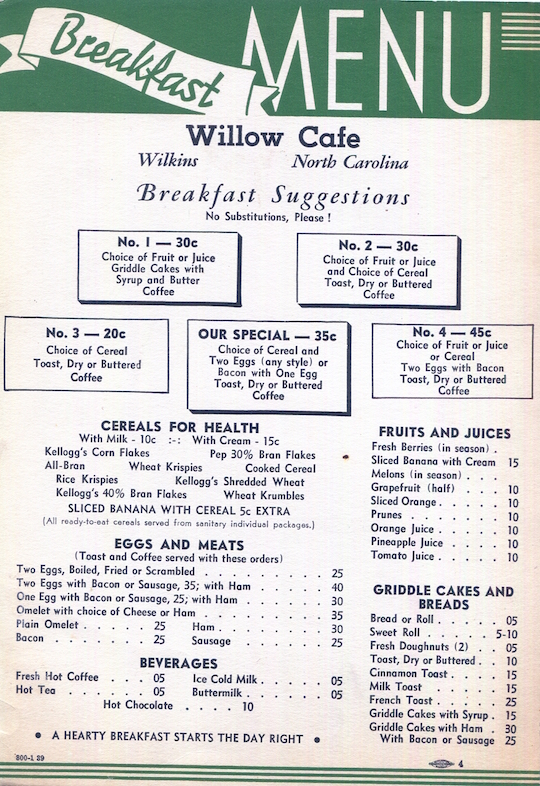 Breakfast MENU
Willow Cafe
Wilkins North Carolina
Breakfast Suggestions
No Substitutions, Please !
No. 1 — 30c
Choice of Fruit or Juice
Griddle Cakes with
Syrup and Butter
Coffee
No. 2 — 30c
Choice of Fruit or Juice
and Choice of Cereal
Toast, Dry or Buttered
Coffee
No. 3 — 20c
Choice of Cereal
Toast, Dry or Buttered
Coffee
OUR SPECIAL — 35c
Choice of Cereal and
Two Eggs (any style) or
Bacon with One Egg
Toast, Dry or Buttered
Coffee
No. 4 — 45c
Choice of Fruit or Juice
or Cereal
Two Eggs with Bacon
Toast, Dry or Buttered
Coffee
CEREALS FOR HEALTH
With Milk - 10c :-: With Cream - 15c
Kellogg's Corn Flakes Pep 30% Bran Flakes
All-Bran Wheat Krispies Cooked Cereal
Rice Krispies Kellogg's Shredded Wheat
Kellogg's 40% Bran Flakes Wheat Krumbles
SLICED BANANA WITH CEREAL 5c EXTRA
(All ready-to-eat cereals served from sanitary individual packages.)
EGGS AND MEATS
(Toast and Coffee served with these orders)
Two Eggs, Boiled, Fried or Scrambled . . . . . . . . . 25
Two Eggs with Bacon or Sausage, 35; with Ham . . . . . . 40
One Egg with Bacon or Sausage, 25; with Ham . . . . . . 30
Omelet with choice of Cheese or Ham . . . . . . . . . 35
Plain Omelet . . . . . 25 Ham . . . . . . . . 30
Bacon . . . . . . . 25 Sausage . . . . . . . 25
BEVERAGES
Fresh Hot Coffee . . . 05 Ice Cold Milk . . . . . 05
Hot Tea . . . . . . 05 Buttermilk . . . . . . 05
Hot Chocolate . . . . 10
FRUITS AND JUICES
Fresh Berries (in season) .
Sliced Banana with Cream 15
Melons (in season) . . .
Grapefruit (half) . . . . 10
Sliced Orange . . . . . 10
Prunes . . . . . . . 10
Orange Juice . . . . . 10
Pineapple Juice . . . . 10
Tomato Juice . . . . . 10
GRIDDLE CAKES AND
BREADS
Bread or Roll . . . . . 05
Sweet Roll . . . . . 5-10
Fresh Doughnuts (2) . . 05
Toast, Dry or Buttered . . 10
Cinnamon Toast . . . . 15
Milk Toast . . . . . 15
French Toast . . . . . 25
Griddle Cakes with Syrup . 15
Griddle Cakes with Ham . 30
With Bacon or Sausage 25
• A HEARTY BREAKFAST STARTS THE DAY RIGHT •
800-1 39
4